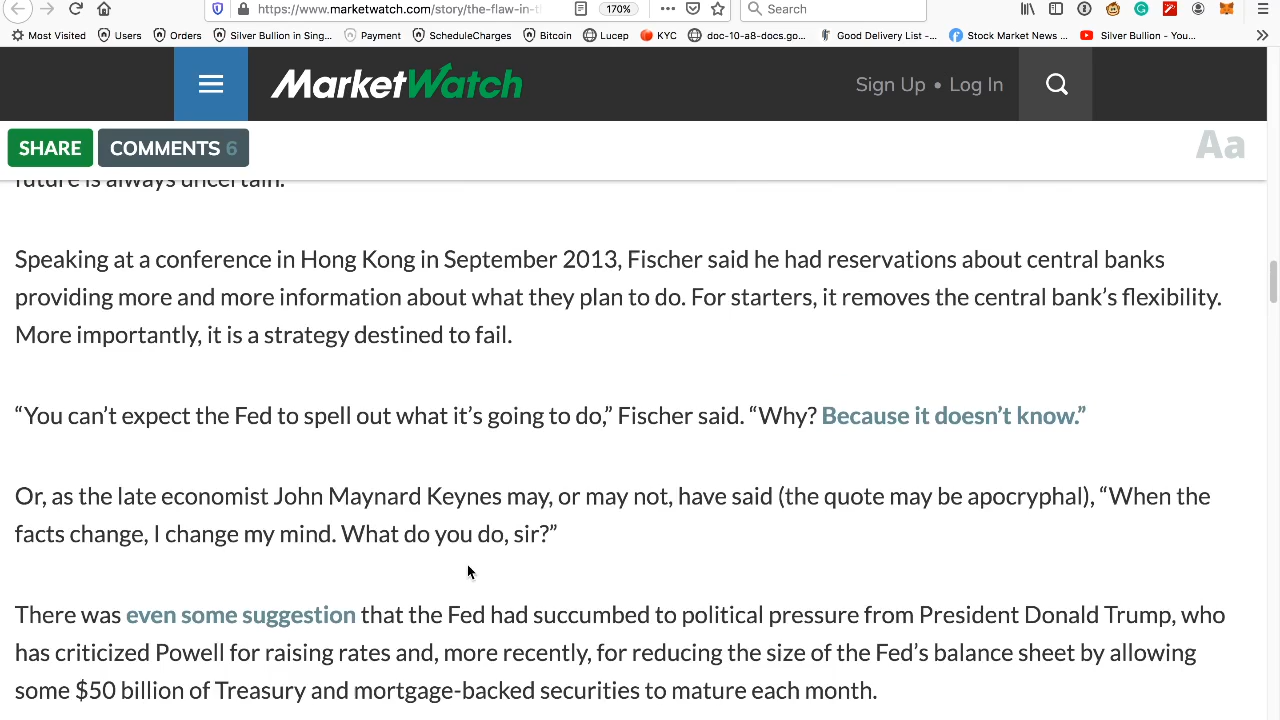 https://www.marketwatch.com/story/the-flaw-in-t
170%
Search
Most Visited
Users
Orders
Silver Bullion in Sing...
Payment
ScheduleCharges
Bitcoin
Lucep
KYC
doc-10-a8-docs.go...
Good Delivery List -...
Stock Market News ...
Silver Bullion - You...
MarketWatch
Sign Up • Log In
SHARE
COMMENTS 6
Aa
future is always uncertain.
Speaking at a conference in Hong Kong in September 2013, Fischer said he had reservations about central banks
providing more and more information about what they plan to do. For starters, it removes the central bank’s flexibility.
More importantly, it is a strategy destined to fail.
“You can’t expect the Fed to spell out what it’s going to do,” Fischer said. “Why? Because it doesn’t know.”
Or, as the late economist John Maynard Keynes may, or may not, have said (the quote may be apocryphal), “When the
facts change, I change my mind. What do you do, sir?”
There was even some suggestion that the Fed had succumbed to political pressure from President Donald Trump, who
has criticized Powell for raising rates and, more recently, for reducing the size of the Fed’s balance sheet by allowing
some $50 billion of Treasury and mortgage-backed securities to mature each month.